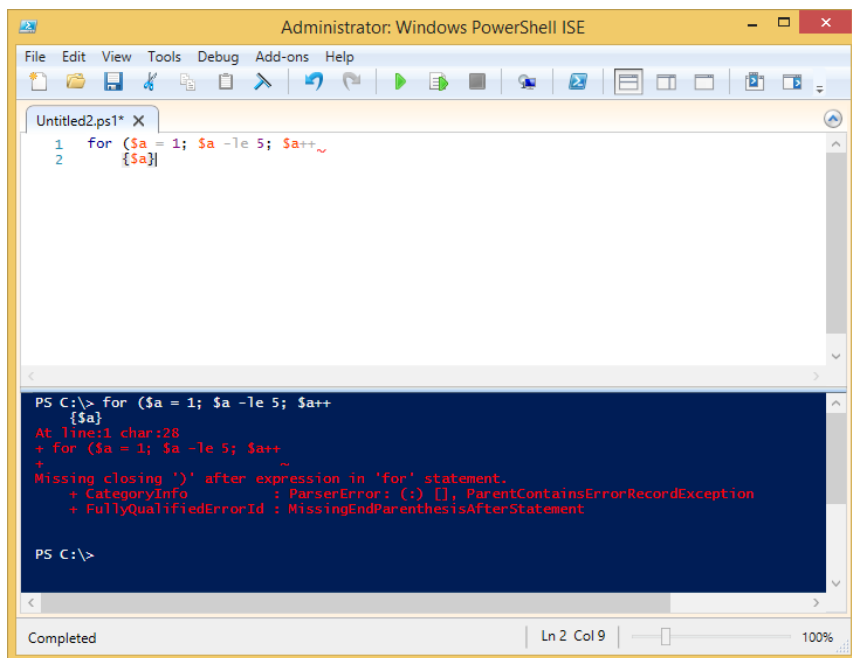 Administrator: Windows PowerShell ISE
File Edit View Tools Debug Add-ons Help
Untitled2.ps1* X
1 for ($a = 1; $a -le 5; $a++
2 {$a}
PS C:\> for ($a = 1; $a -le 5; $a++
{$a}
At line:1 char:28
+ for ($a = 1; $a -le 5; $a++
+ ~
Missing closing ')' after expression in 'for' statement.
+ CategoryInfo : ParserError: (:) [], ParentContainsErrorRecordException
+ FullyQualifiedErrorId : MissingEndParenthesisAfterStatement
PS C:\>
Completed Ln 2 Col 9 100%